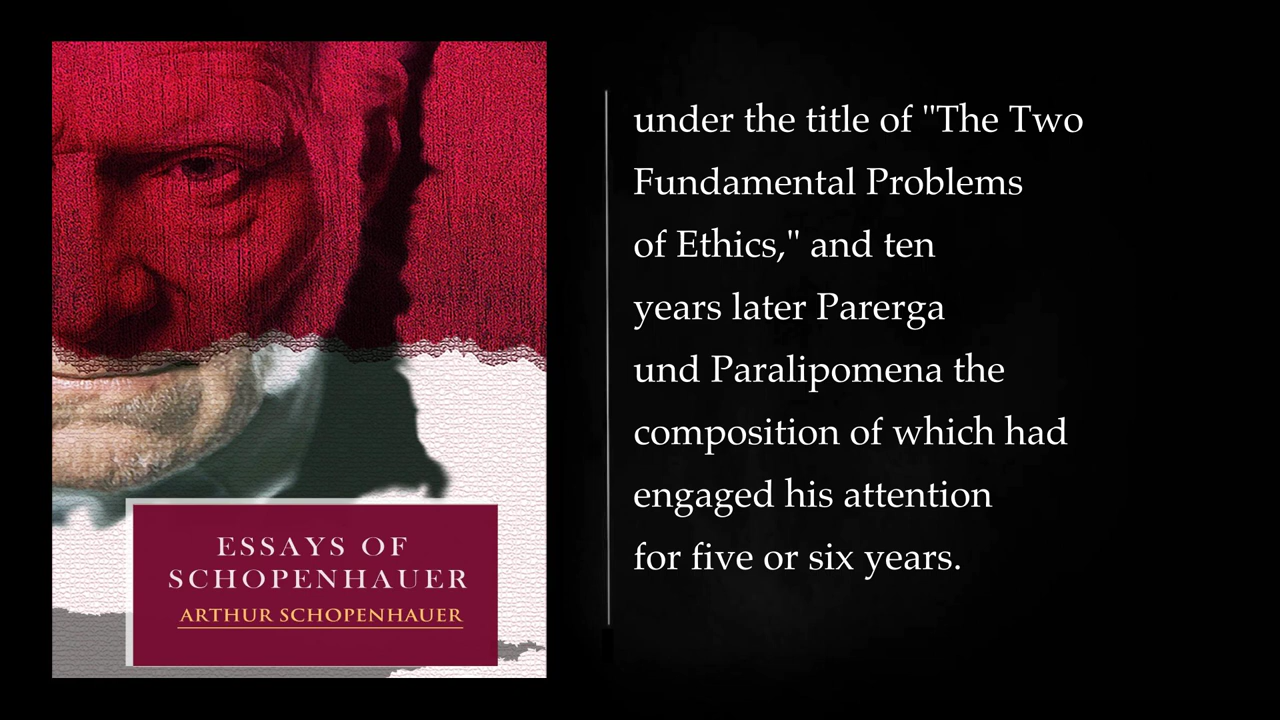 ESSAYS OF
SCHOPENHAUER
ARTHUR SCHOPENHAUER
under the title of "The Two
Fundamental Problems
of Ethics," and ten
years later Parerga
und Paralipomena the
composition of which had
engaged his attention
for five or six years.